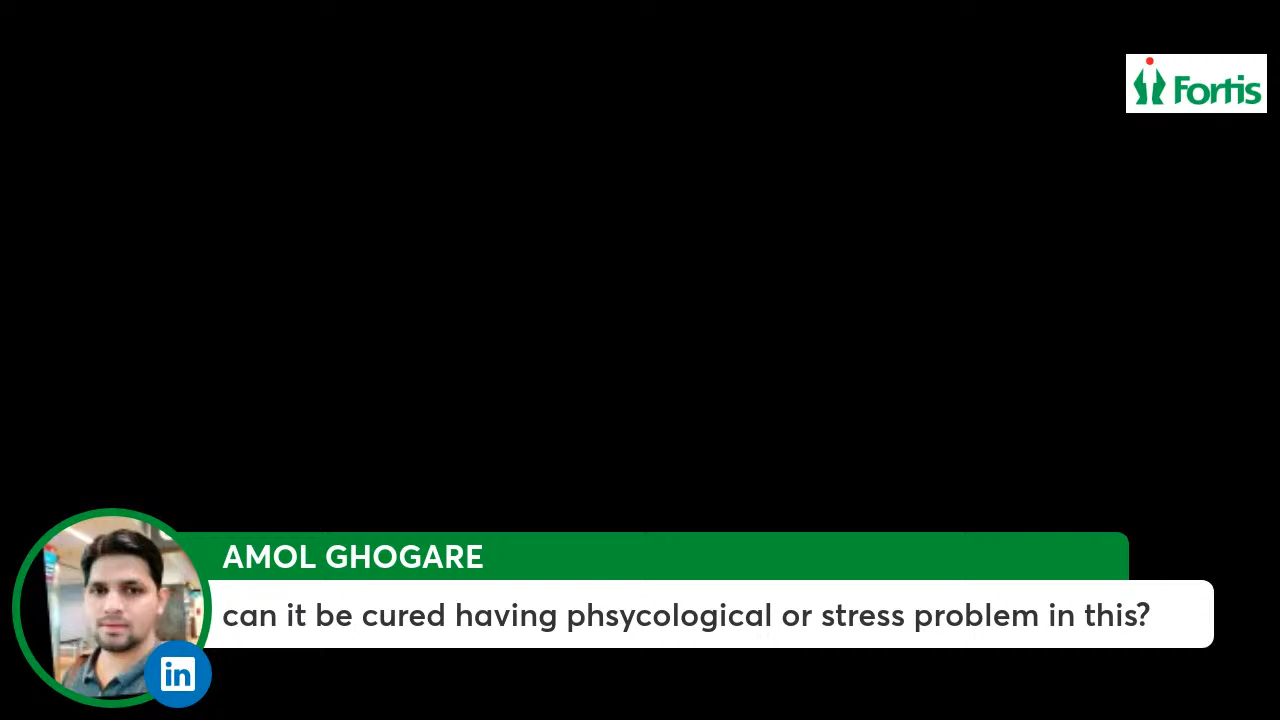 Fortis
AMOL GHOGARE
can it be cured having phsycological or stress problem in this?
in